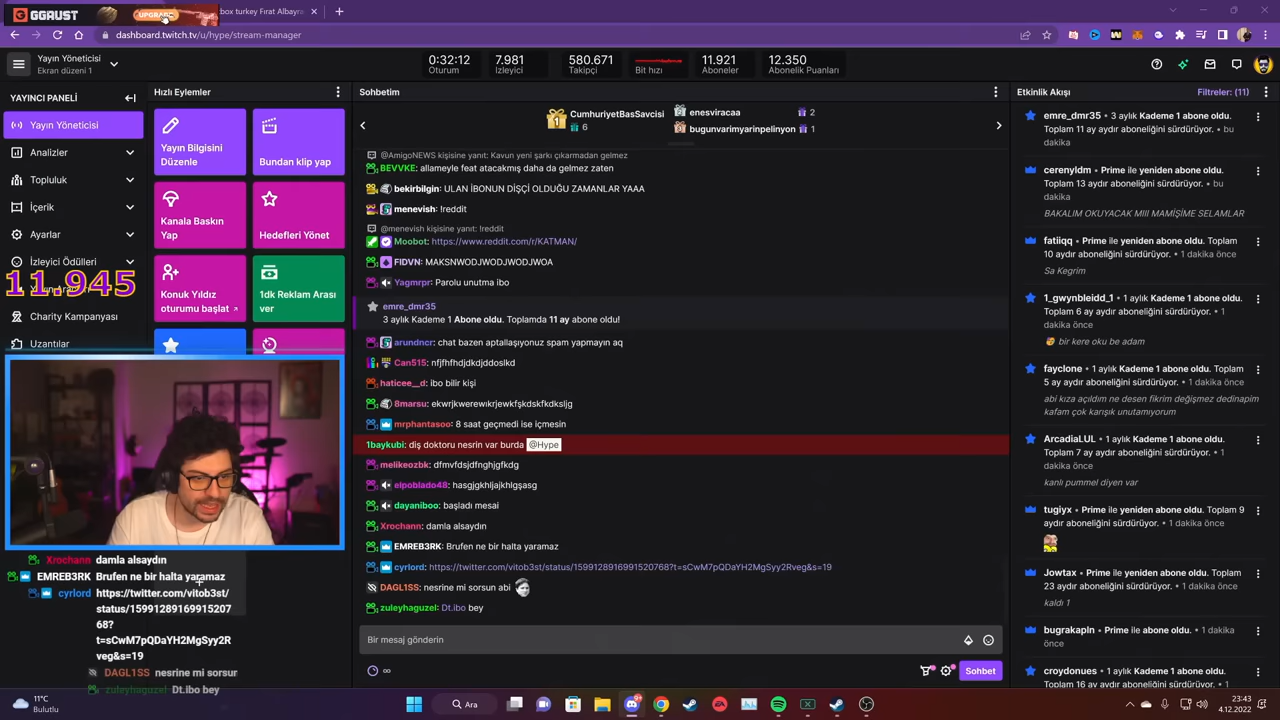 GGRUST
UPGRADE
box turkey Fırat Albayra
dashboard.twitch.tv/u/hype/stream-manager
Yayın Yöneticisi
Ekran düzeni 1
0:32:12
Oturum
7.981
İzleyici
580.671
Takipçi
Bit hızı
11.921
Aboneler
12.350
Abonelik Puanları
YAYINCI PANELİ
Yayın Yöneticisi
Analizler
Topluluk
İçerik
Ayarlar
İzleyici Ödülleri
11.945
Charity Kampanyası
Uzantılar
Hızlı Eylemler
Yayın Bilgisini Düzenle
Bundan klip yap
Kanala Baskın Yap
Hedefleri Yönet
Konuk Yıldız oturumu başlat
1dk Reklam Arası ver
Sohbetim
CumhuriyetBasSavcisi
6
enesviracaa 2
bugunvarimyarinpelinyon 1
@AmigoNEWS kişisine yanıt: Kavun yeni şarkı çıkarmadan gelmez
BEVVKE: allameyle feat atacakmış daha da gelmez zaten
bekirbilgin: ULAN İBONUN DİŞÇİ OLDUĞU ZAMANLAR YAAA
menevish: !reddit
@menevish kişisine yanıt: !reddit
Moobot: https://www.reddit.com/r/KATMAN/
FIDVN: MAKSNWODJWODJWODJWOA
Yagmrpr: Parolu unutma ibo
emre_dmr35
3 aylık Kademe 1 Abone oldu. Toplamda 11 ay abone oldu!
arundncr: chat bazen aptallaşıyonuz spam yapmayın aq
Can515: nfjfhfhdjdkdjddoslkd
haticee__d: ibo bilir kişi
8marsu: ekwrjkwerewıkrjewkfşkdskfkdksljg
mrphantasoo: 8 saat geçmedi ise içmesin
1baykubi: diş doktoru nesrin var burda @Hype
melikeozbk: dfmvfdsjdfnghjgfkdg
elpoblado48: hasgjgkhljajkhlgşasg
dayaniboo: başladı mesai
Xrochann: damla alsaydın
EMREB3RK: Brufen ne bir halta yaramaz
cyrlord: https://twitter.com/vitob3st/status/1599128916991520768?t=sCwM7pQDaYH2MgSyy2Rveg&s=19
DAGL1SS: nesrine mi sorsun abi
zuleyhaguzel: Dt.ibo bey
Bir mesaj gönderin
Sohbet
Etkinlik Akışı
Filtreler: (11)
emre_dmr35 • 3 aylık Kademe 1 abone oldu.
Toplam 11 ay aydır aboneliğini sürdürüyor. • bu
dakika
cerenyldm • Prime ile yeniden abone oldu.
Toplam 13 ay aydır aboneliğini sürdürüyor. • bu
dakika
BAKALIM OKUYACAK MIII MAMİŞİME SELAMLAR
fatiiqq • Prime ile yeniden abone oldu. Toplam
10 ay aydır aboneliğini sürdürüyor. • 1 dakika önce
Sa Kegrim
1_gwynbleidd_1 • 1 aylık Kademe 1 abone oldu.
Toplam 6 ay aydır aboneliğini sürdürüyor. • 1
dakika önce
bir kere oku be adam
fayclone • 1 aylık Kademe 1 abone oldu. Toplam
5 ay aydır aboneliğini sürdürüyor. • 1 dakika önce
abi kıza açıldım ne desen fikrim değişmez dedinapim
kafam çok karışık unutamıyorum
ArcadiaLUL • 1 aylık Kademe 1 abone oldu.
Toplam 7 ay aydır aboneliğini sürdürüyor. • 1
dakika önce
kanlı pummel diyen var
tugiyx • Prime ile yeniden abone oldu. Toplam 9
aydır aboneliğini sürdürüyor. • 1 dakika önce
Jowtax • Prime ile yeniden abone oldu. Toplam
23 ay aydır aboneliğini sürdürüyor. • 1 dakika önce
kaldı 1
bugrakapln • Prime ile abone oldu. • 1 dakika
önce
croydonues • 1 aylık Kademe 1 abone oldu.
Toplam 16 ay aydır aboneliğini sürdürüyor. • 1
Xrochann damla alsaydın
EMREB3RK Brufen ne bir halta yaramaz
cyrlord https://twitter.com/vitob3st/
status/15991289169915207
68?
t=sCwM7pQDaYH2MgSyy2R
veg&s=19
DAGL1SS nesrine mi sorsun
zuleyhaguzel Dt.ibo bey
11°C
Bulutlu
Ara
23:43
4.12.2022